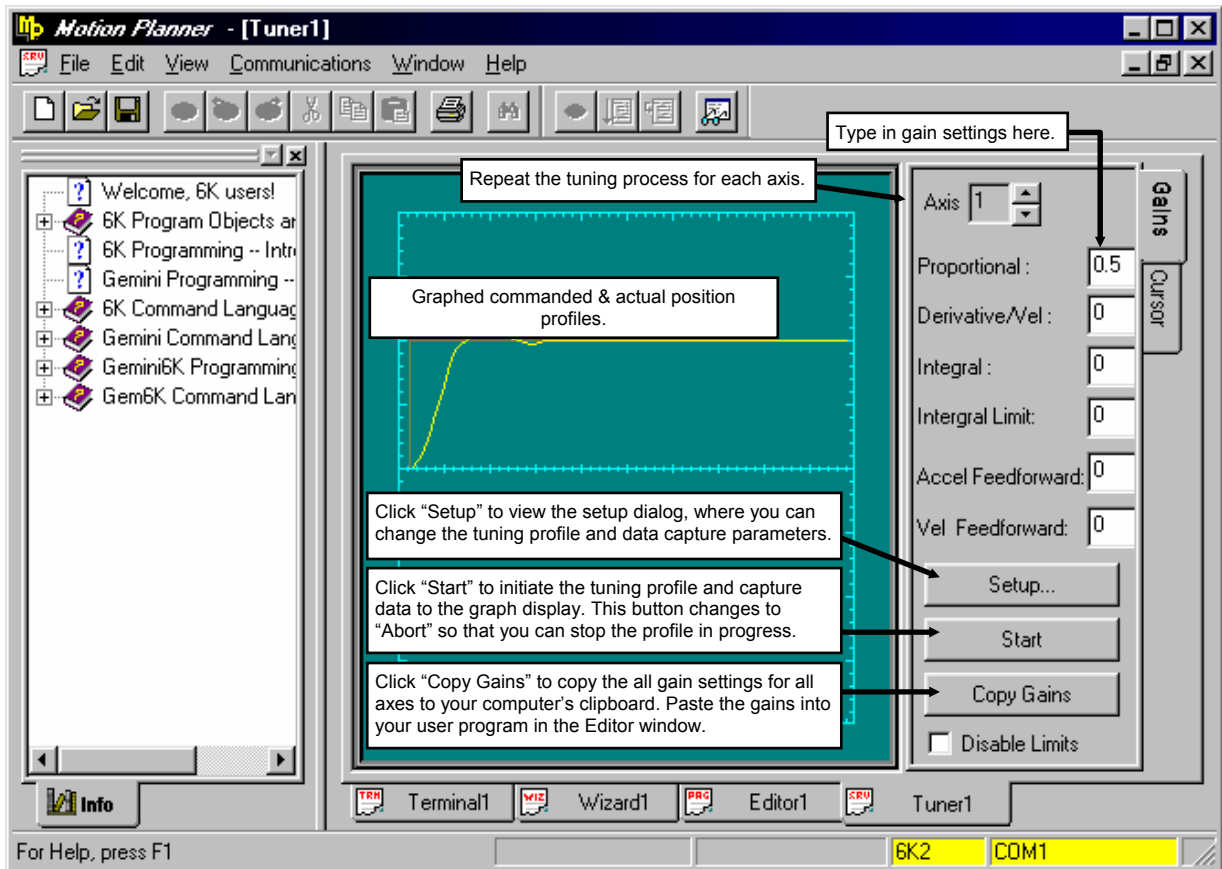 Motion Planner - [Tuner1]
File Edit View Communications Window Help
Type in gain settings here.
Repeat the tuning process for each axis.
Welcome, 6K users!
6K Program Objects ar
6K Programming -- Intr
Gemini Programming --
6K Command Languag
Gemini Command Lang
Gemini6K Programming
Gem6K Command Lan
Info
Graphed commanded & actual position
profiles.
Click “Setup” to view the setup dialog, where you can
change the tuning profile and data capture parameters.
Click “Start” to initiate the tuning profile and capture
data to the graph display. This button changes to
“Abort” so that you can stop the profile in progress.
Click “Copy Gains” to copy the all gain settings for all
axes to your computer’s clipboard. Paste the gains into
your user program in the Editor window.
Axis 1
Proportional : 0.5
Derivative/Vel : 0
Integral : 0
Intergral Limit: 0
Accel Feedforward: 0
Vel Feedforward: 0
Setup...
Start
Copy Gains
Disable Limits
Gains
Cursor
TRM Terminal1 WIZ Wizard1 PRG Editor1 SRV Tuner1
For Help, press F1 6K2 COM1